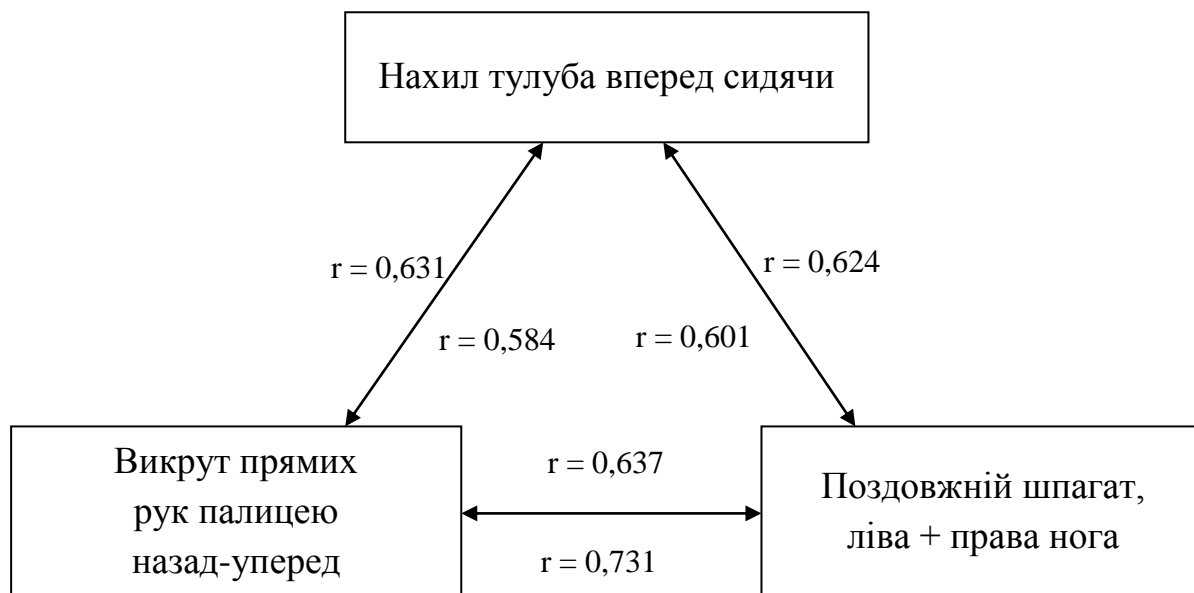 Нахил тулуба вперед сидячи
r = 0,631
r = 0,624
r = 0,584
r = 0,601
Викрут прямих
рук палицею
назад-уперед
r = 0,637
r = 0,731
Поздовжній шпагат,
ліва + права нога